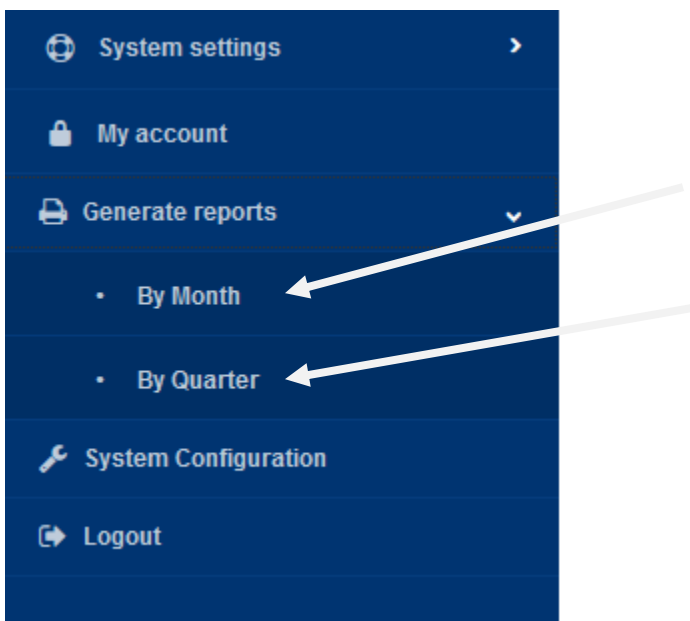 System settings
My account
Generate reports
By Month
By Quarter
System Configuration
Logout